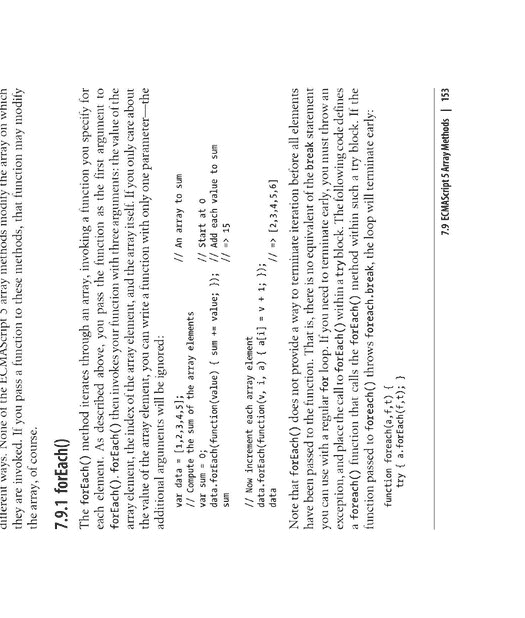 different ways. None of the ECMAScript 5 array methods modify the array on which
they are invoked. If you pass a function to these methods, that function may modify
the array, of course.
7.9.1 forEach()
The forEach() method iterates through an array, invoking a function you specify for
each element. As described above, you pass the function as the first argument to
forEach(). forEach() then invokes your function with three arguments: the value of the
array element, the index of the array element, and the array itself. If you only care about
the value of the array element, you can write a function with only one parameter—the
additional arguments will be ignored:
var data = [1,2,3,4,5]; // An array to sum
// Compute the sum of the array elements
var sum = 0; // Start at 0
data.forEach(function(value) { sum += value; }); // Add each value to sum
sum // => 15
// Now increment each array element
data.forEach(function(v, i, a) { a[i] = v + 1; });
data // => [2,3,4,5,6]
Note that forEach() does not provide a way to terminate iteration before all elements
have been passed to the function. That is, there is no equivalent of the break statement
you can use with a regular for loop. If you need to terminate early, you must throw an
exception, and place the call to forEach() within a try block. The following code defines
a foreach() function that calls the forEach() method within such a try block. If the
function passed to foreach() throws foreach.break, the loop will terminate early:
function foreach(a,f,t) {
try { a.forEach(f,t); }
7.9 ECMAScript 5 Array Methods | 153